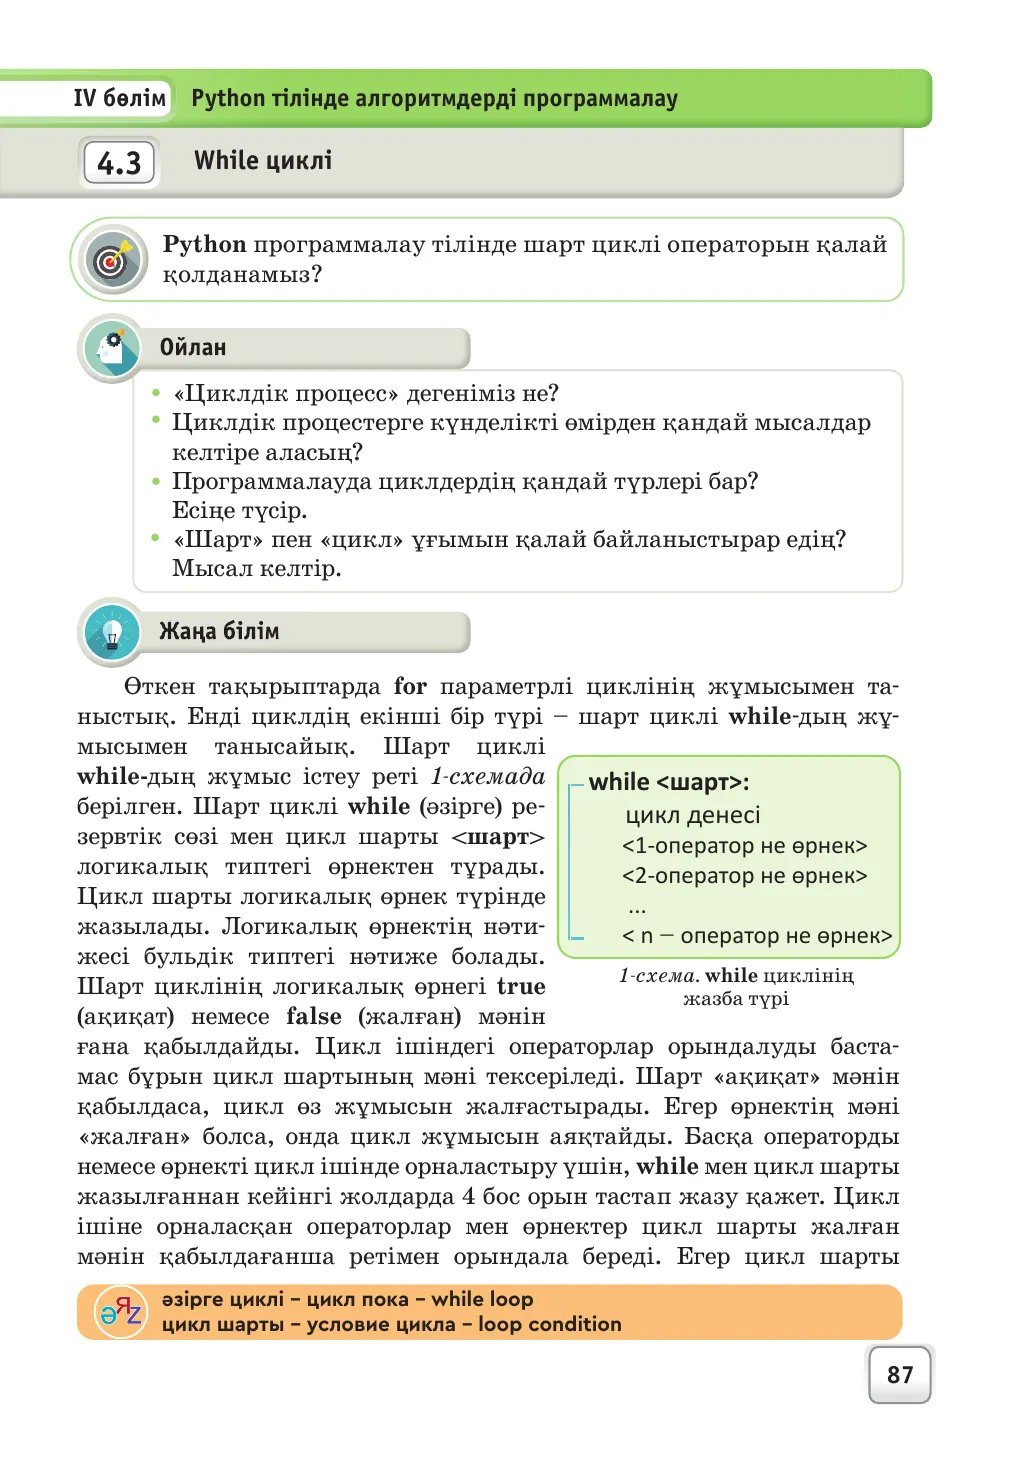 IV бөлім
Python тілінде алгоритмдерді программалау
4.3
While циклі
Python программалау тілінде шарт циклі операторын қалай
қолданамыз?
Ойлан
• «Циклдік процесс» дегеніміз не?
• Циклдік процестерге күнделікті өмірден қандай мысалдар
келтіре аласың?
• Программалауда циклдердің қандай түрлері бар?
Есіңе түсір.
• «Шарт» пен «цикл» ұғымын қалай байланыстырар едің?
Мысал келтір.
Жаңа білім
Өткен тақырыптарда for параметрлі циклінің жұмысымен та-
ныстық. Енді циклдің екінші бір түрі – шарт циклі while-дың жұ-
мысымен танысайық. Шарт циклі
while-дың жұмыс істеу реті 1-схемада
берілген. Шарт циклі while (әзірге) ре-
зервтік сөзі мен цикл шарты <шарт>
логикалық типтегі өрнектен тұрады.
Цикл шарты логикалық өрнек түрінде
жазылады. Логикалық өрнектің нәти-
жесі бульдік типтегі нәтиже болады.
Шарт циклінің логикалық өрнегі true
(ақиқат) немесе false (жалған) мәнін
ғана қабылдайды. Цикл ішіндегі операторлар орындалуды баста-
мас бұрын цикл шартының мәні тексеріледі. Шарт «ақиқат» мәнін
қабылдаса, цикл өз жұмысын жалғастырады. Егер өрнектің мәні
«жалған» болса, онда цикл жұмысын аяқтайды. Басқа операторды
немесе өрнекті цикл ішінде орналастыру үшін, while мен цикл шарты
жазылғаннан кейінгі жолдарда 4 бос орын тастап жазу қажет. Цикл
ішіне орналасқан операторлар мен өрнектер цикл шарты жалған
мәнін қабылдағанша ретімен орындала береді. Егер цикл шарты
while <шарт>:
цикл денесі
<1-оператор не өрнек>
<2-оператор не өрнек>
...
< n – оператор не өрнек>
1-схема. while циклінің
жазба түрі
әЯz
әзірге циклі – цикл пока – while loop
цикл шарты – условие цикла – loop condition
87